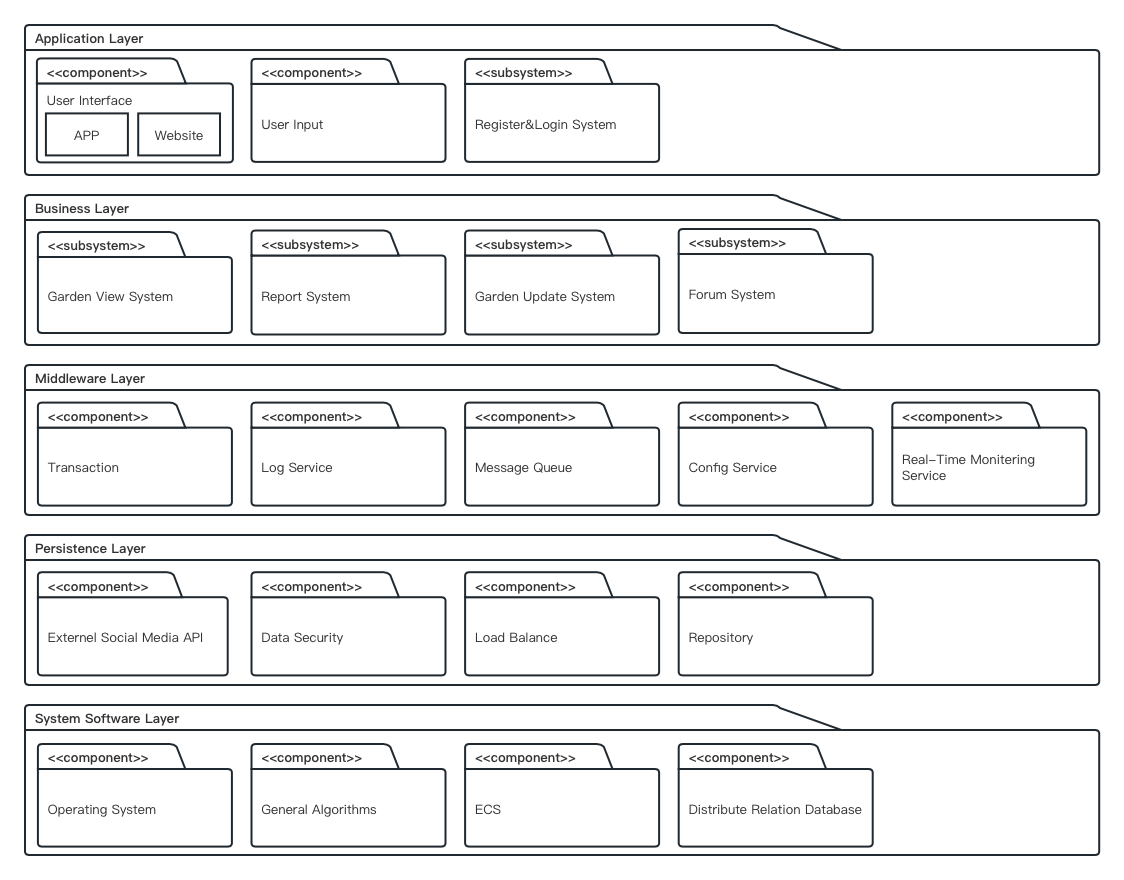 Application Layer
<<component>>
User Interface
APP
Website
<<component>>
User Input
<<subsystem>>
Register&Login System
Business Layer
<<subsystem>>
Garden View System
<<subsystem>>
Report System
<<subsystem>>
Garden Update System
<<subsystem>>
Forum System
Middleware Layer
<<component>>
Transaction
<<component>>
Log Service
<<component>>
Message Queue
<<component>>
Config Service
<<component>>
Real-Time Monitering
Service
Persistence Layer
<<component>>
Externel Social Media API
<<component>>
Data Security
<<component>>
Load Balance
<<component>>
Repository
System Software Layer
<<component>>
Operating System
<<component>>
General Algorithms
<<component>>
ECS
<<component>>
Distribute Relation Database